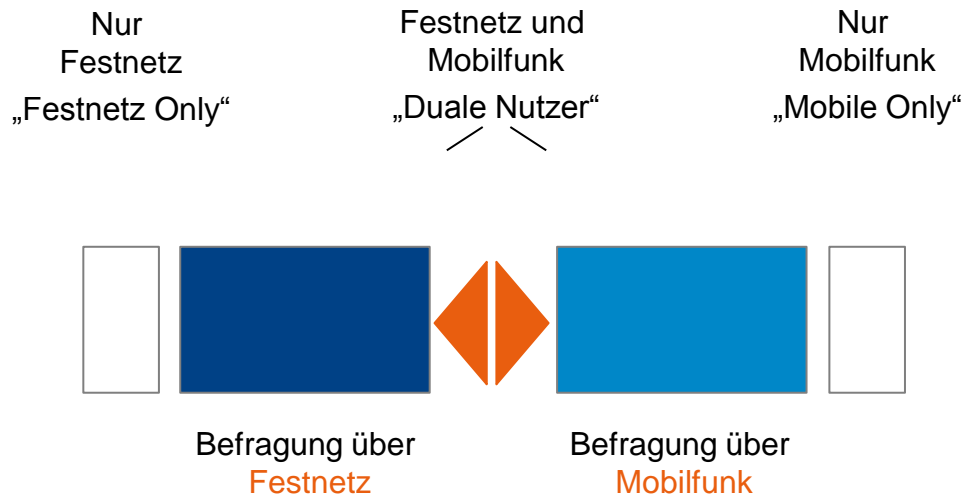 Nur
Festnetz
„Festnetz Only“
Festnetz und
Mobilfunk
„Duale Nutzer“
Nur
Mobilfunk
„Mobile Only“
Befragung über
Festnetz
Befragung über
Mobilfunk